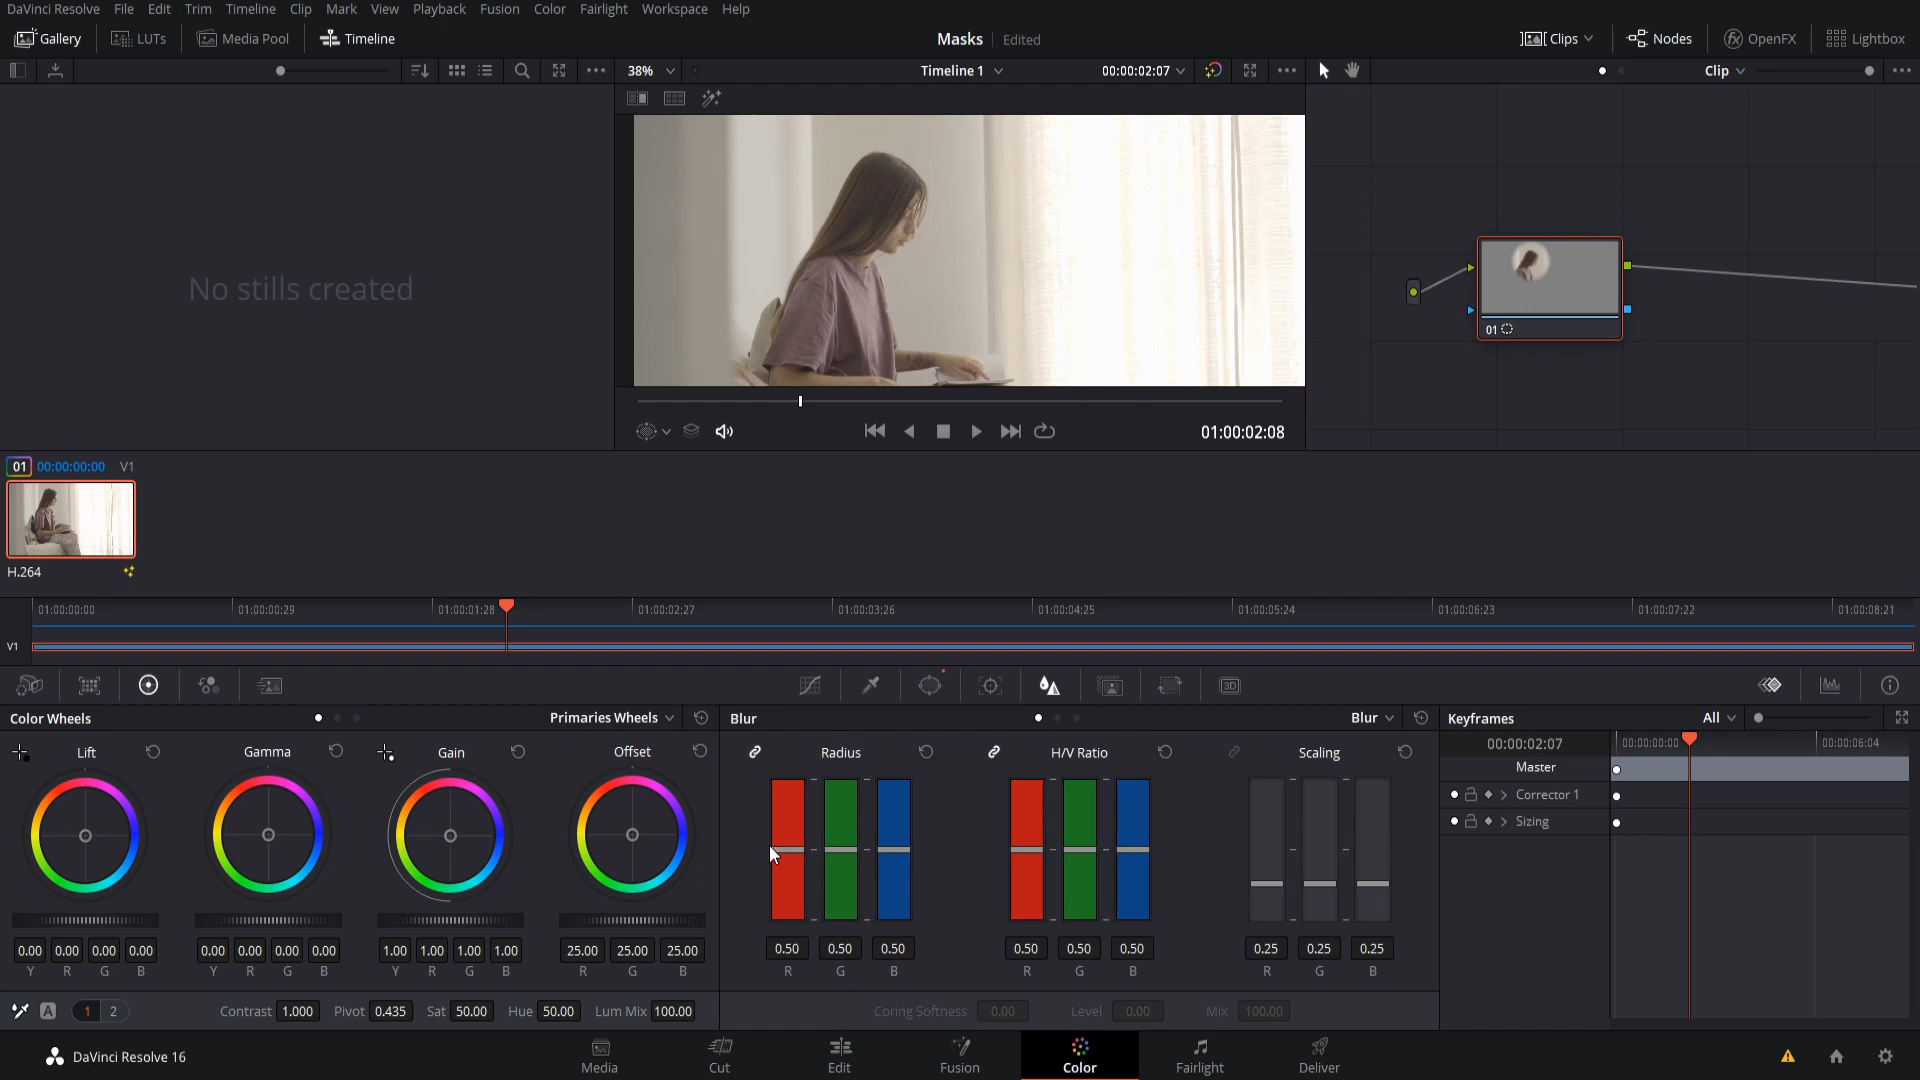 DaVinci Resolve File Edit Trim Timeline Clip Mark View Playback Fusion Color Fairlight Workspace Help
Gallery LUTs Media Pool Timeline Masks Edited Clips Nodes OpenFX Lightbox
38% Timeline 1 00:00:02:07 Clip
No stills created
01
01:00:02:08
01 00:00:00:00 V1
H.264
01:00:00:00 01:00:00:29 01:00:01:28 01:00:02:27 01:00:03:26 01:00:04:25 01:00:05:24 01:00:06:23 01:00:07:22 01:00:08:21
V1
3D
Color Wheels Primaries Wheels Blur Blur Keyframes All
00:00:02:07 00:00:00:00 00:00:06:04
Lift Gamma Gain Offset Radius H/V Ratio Scaling
Master
Corrector 1
Sizing
0.00 0.00 0.00 0.00 0.00 0.00 0.00 0.00 1.00 1.00 1.00 1.00 25.00 25.00 25.00 0.50 0.50 0.50 0.50 0.50 0.50 0.25 0.25 0.25
Y R G B Y R G B Y R G B R G B R G B R G B R G B
A 1 2 Contrast 1.000 Pivot 0.435 Sat 50.00 Hue 50.00 Lum Mix 100.00 Coring Softness 0.00 Level 0.00 Mix 100.00
DaVinci Resolve 16 Media Cut Edit Fusion Color Fairlight Deliver